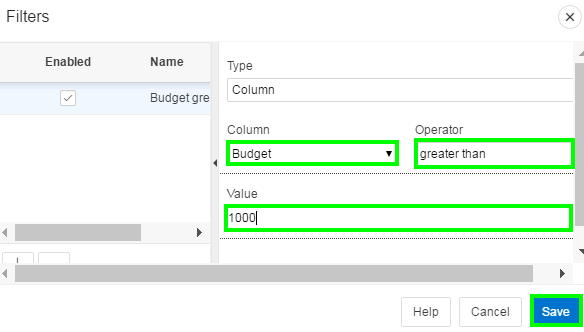 Filters
Enabled Name
Budget gre
Type
Column
Column Operator
Budget greater than
Value
1000
Help Cancel Save